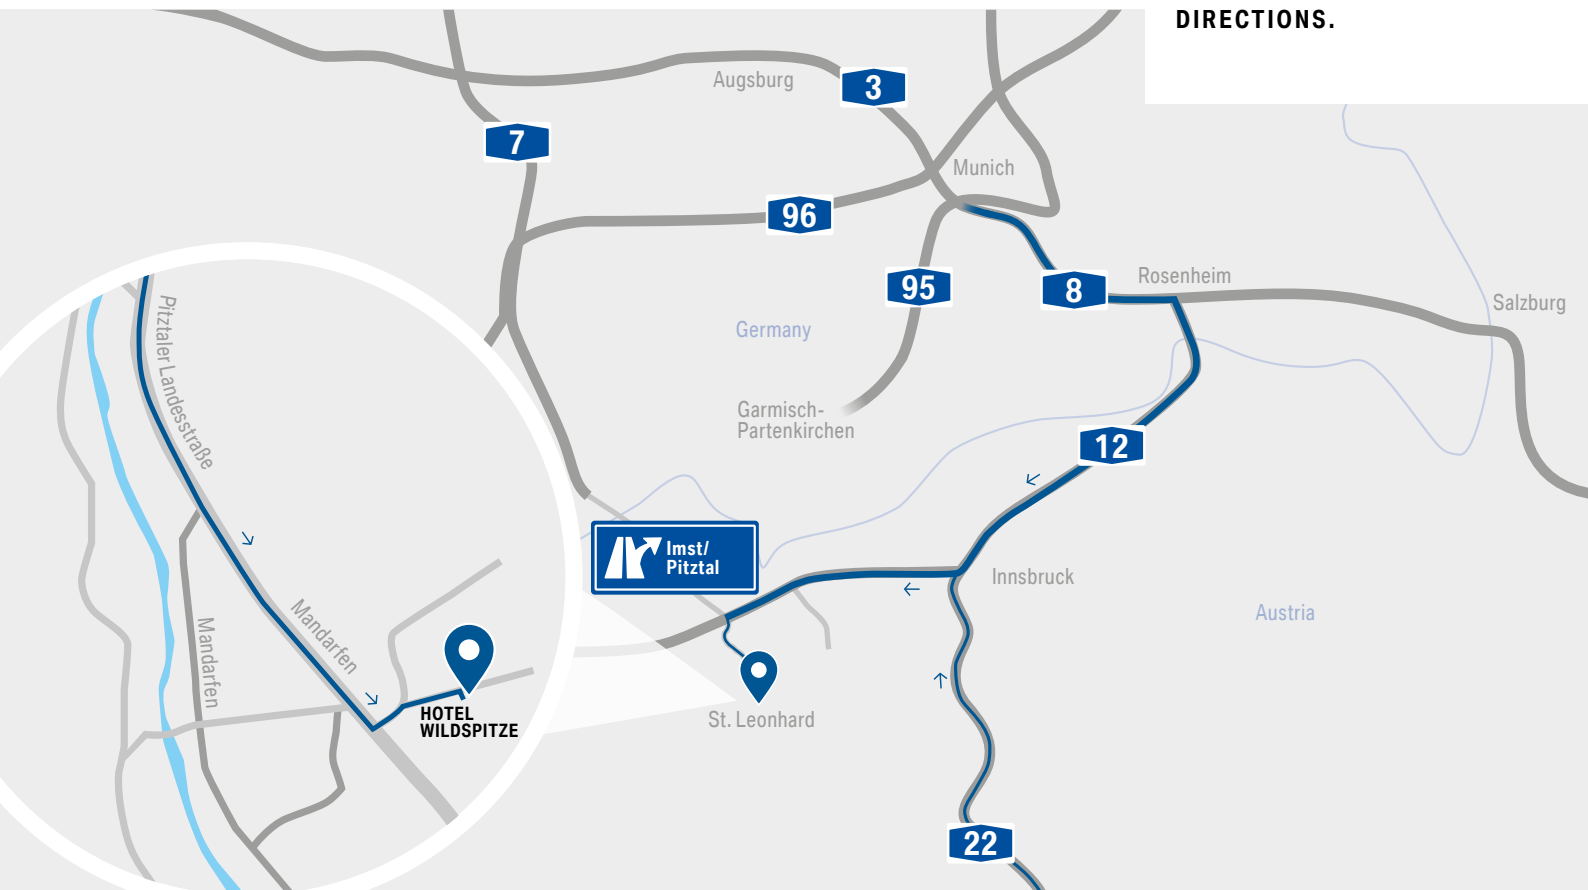 DIRECTIONS.
Augsburg
3
7
Munich
96
95
8
Rosenheim
Salzburg
Germany
Pitztaler Landesstraße
Garmisch-
Partenkirchen
12
Imst/
Pitztal
Innsbruck
Austria
Mandarfen
Mandarfen
HOTEL
WILDSPITZE
St. Leonhard
22